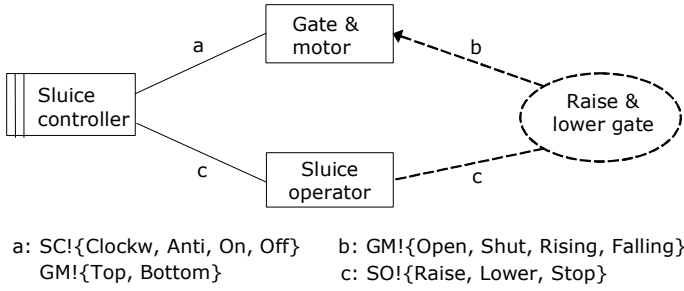 Gate &
motor
a
b
Sluice
controller
Raise &
lower gate
c
Sluice
operator
c
a: SC!{Clockw, Anti, On, Off}
GM!{Top, Bottom}
b: GM!{Open, Shut, Rising, Falling}
c: SO!{Raise, Lower, Stop}